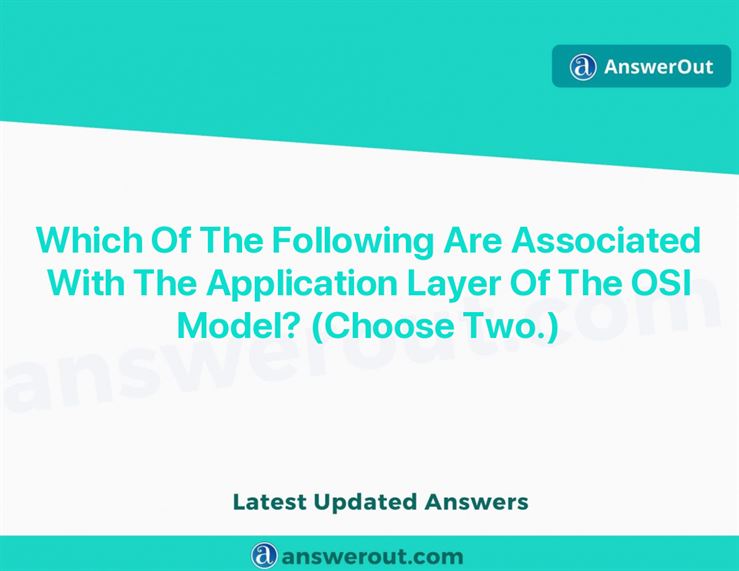 AnswerOut
Which Of The Following Are Associated
With The Application Layer Of The OSI
Model? (Choose Two.)
answerout.com
Latest Updated Answers
answerout.com